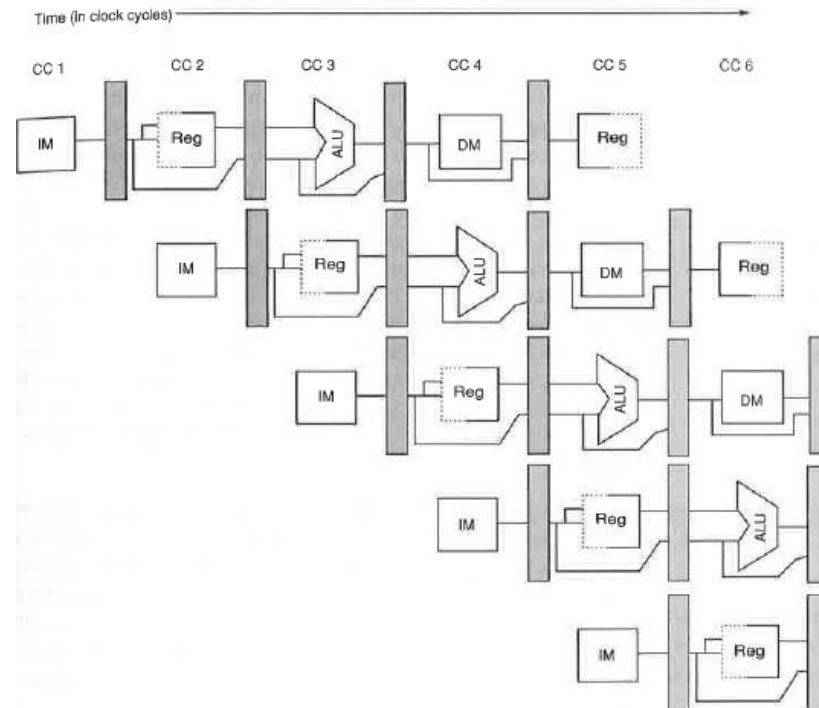 Time (in clock cycles)
CC 1 CC 2 CC 3 CC 4 CC 5 CC 6
IM Reg ALU DM Reg
IM Reg ALU DM Reg
IM Reg ALU DM
IM Reg ALU
IM Reg